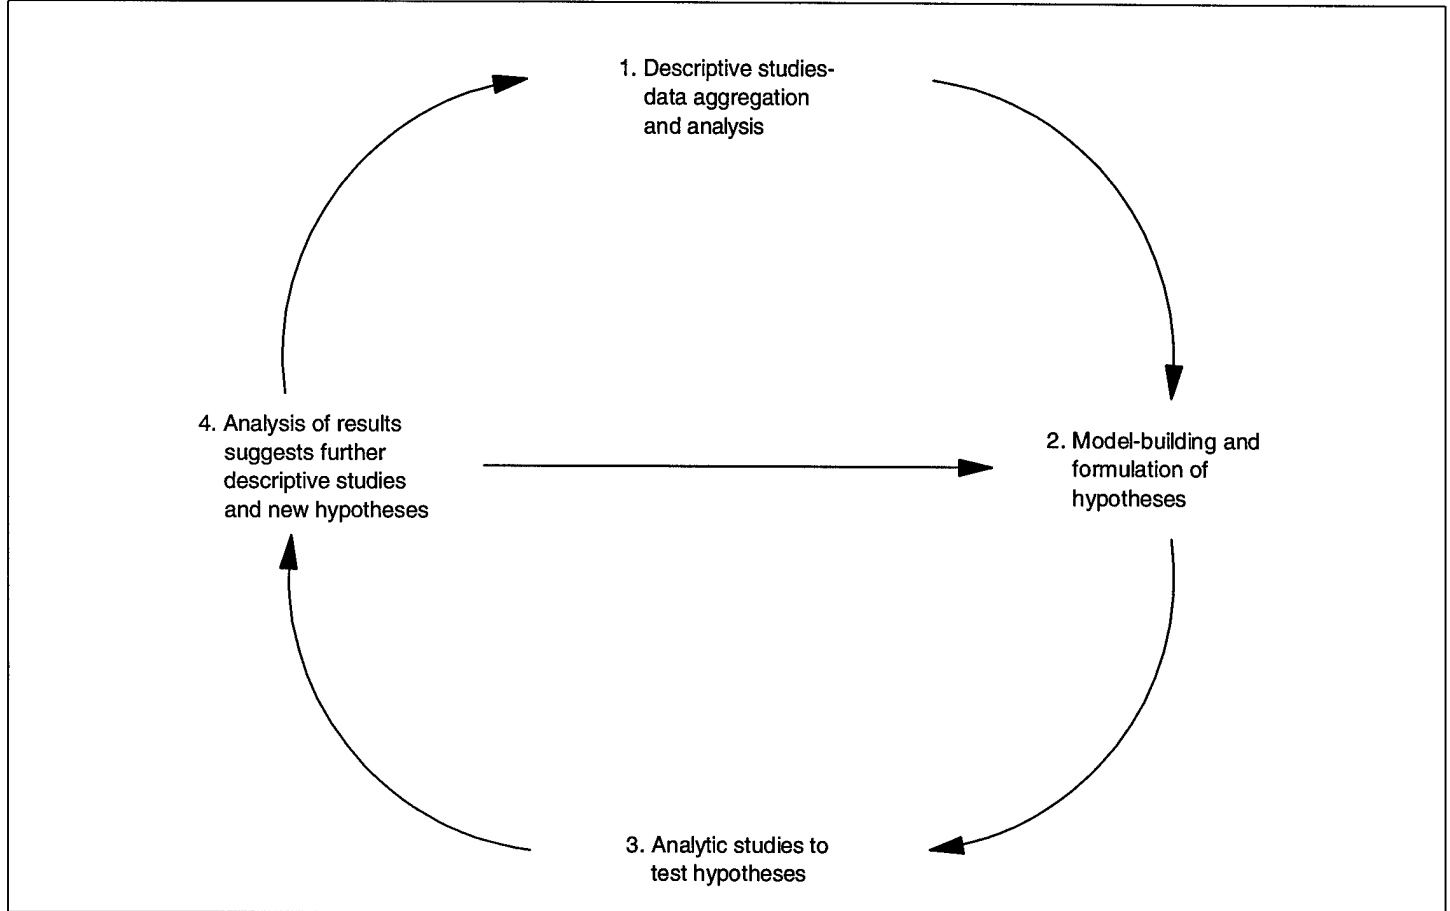 1. Descriptive studies-
data aggregation
and analysis
4. Analysis of results
suggests further
descriptive studies
and new hypotheses
2. Model-building and
formulation of
hypotheses
3. Analytic studies to
test hypotheses